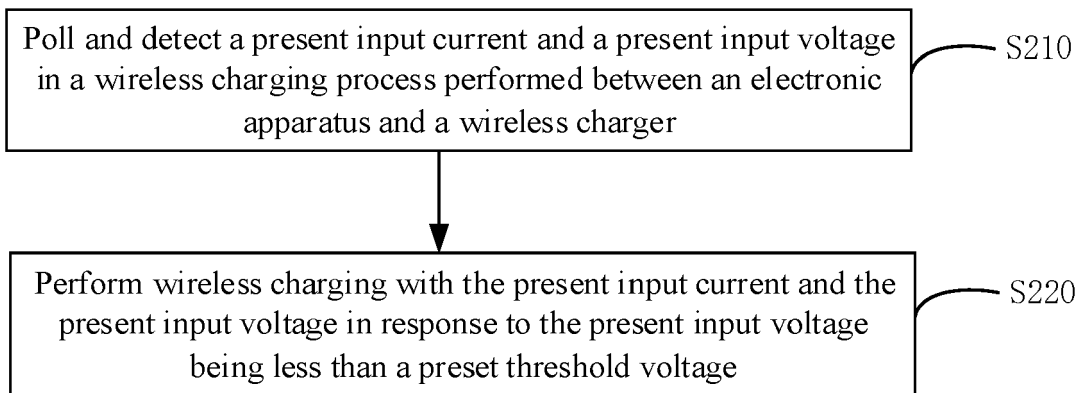 Poll and detect a present input current and a present input voltage
in a wireless charging process performed between an electronic
apparatus and a wireless charger
S210
Perform wireless charging with the present input current and the
present input voltage in response to the present input voltage
being less than a preset threshold voltage
S220